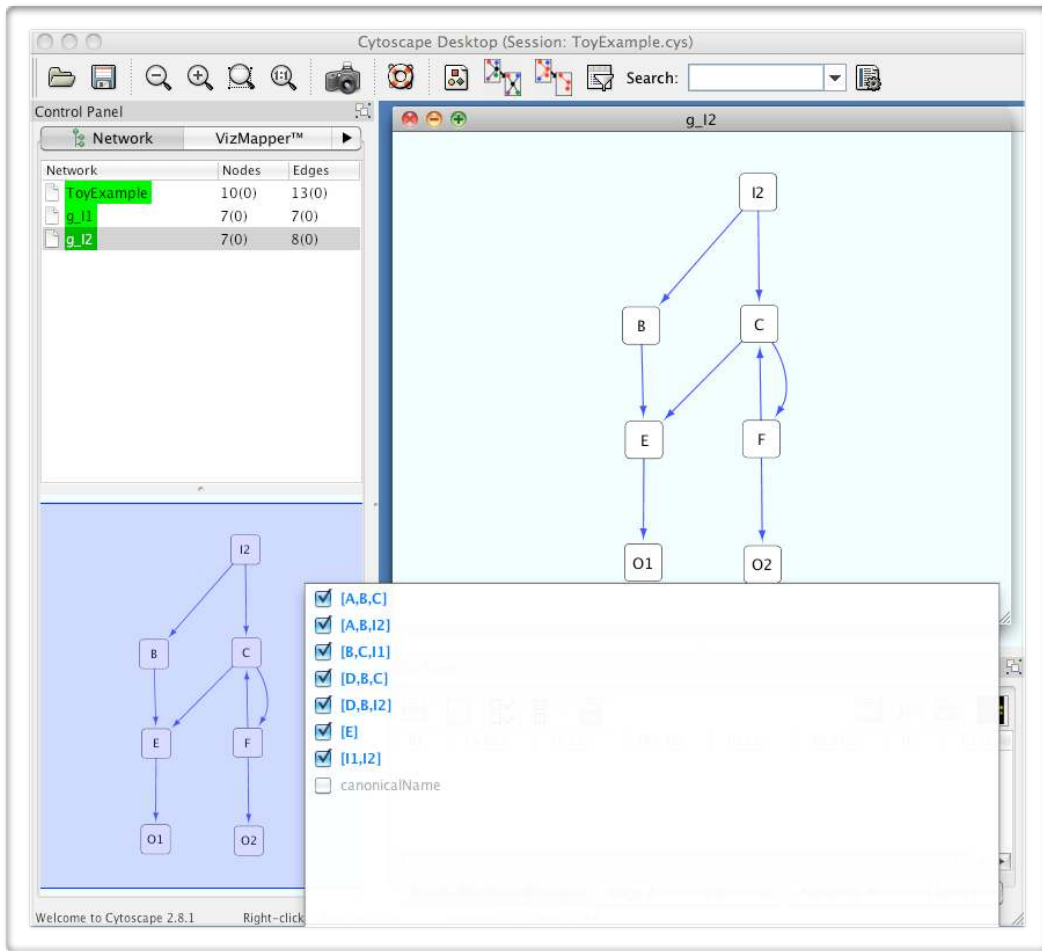 Cytoscape Desktop (Session: ToyExample.cys)
1:1
Search:
Control Panel
Network
VizMapper™
Network Nodes Edges
ToyExample 10(0) 13(0)
g_I1 7(0) 7(0)
g_I2 7(0) 8(0)
g_I2
I2
B
C
E
F
O1
O2
I2
B
C
E
F
O1
O2
[A,B,C]
[A,B,I2]
[B,C,I1]
[D,B,C]
[D,B,I2]
[E]
[I1,I2]
canonicalName
Welcome to Cytoscape 2.8.1
Right-click